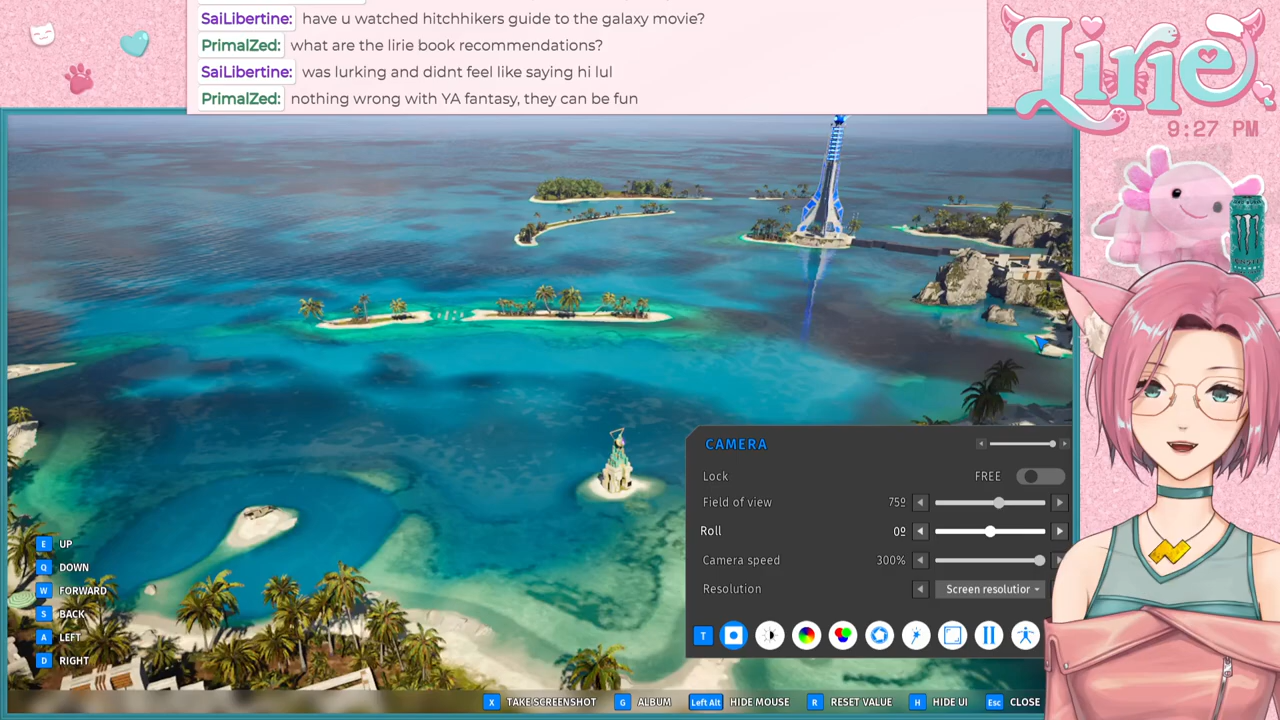 SaiLibertine: have u watched hitchhikers guide to the galaxy movie?
PrimalZed: what are the lirie book recommendations?
SaiLibertine: was lurking and didnt feel like saying hi lul
PrimalZed: nothing wrong with YA fantasy, they can be fun
Lirie
9:27 PM
CAMERA
Lock FREE
Field of view 75º
Roll 0º
Camera speed 300%
Resolution Screen resolution
T
E UP
Q DOWN
W FORWARD
S BACK
A LEFT
D RIGHT
X TAKE SCREENSHOT G ALBUM Left Alt HIDE MOUSE R RESET VALUE H HIDE UI Esc CLOSE